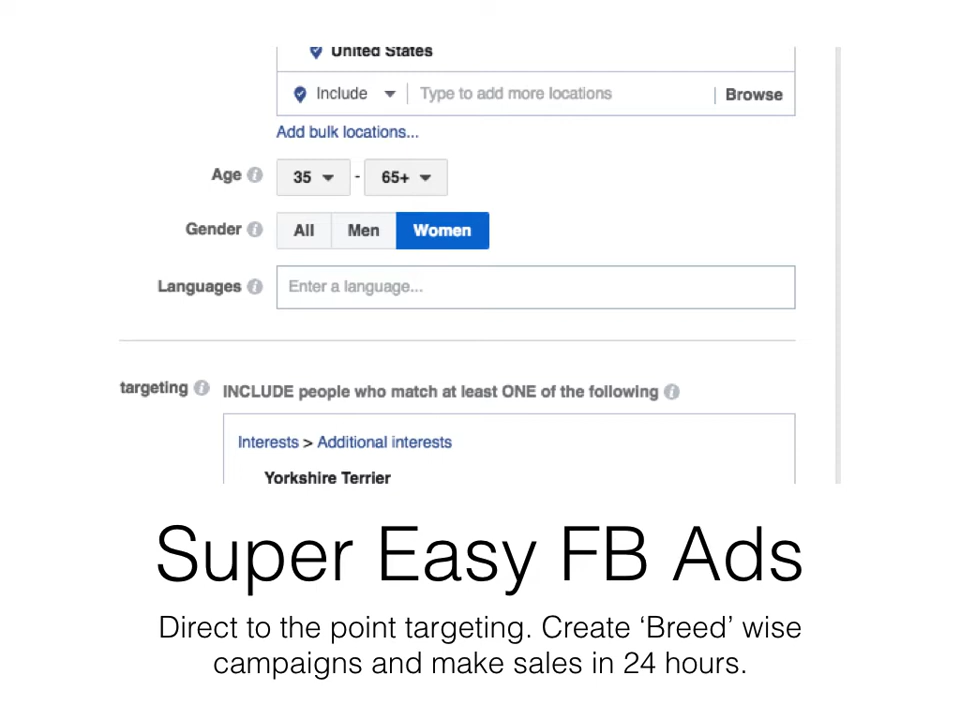 United States
Include Type to add more locations Browse
Add bulk locations...
Age 35 - 65+
Gender All Men Women
Languages Enter a language...
targeting INCLUDE people who match at least ONE of the following
Interests > Additional interests
Yorkshire Terrier
Super Easy FB Ads
Direct to the point targeting. Create ‘Breed’ wise
campaigns and make sales in 24 hours.